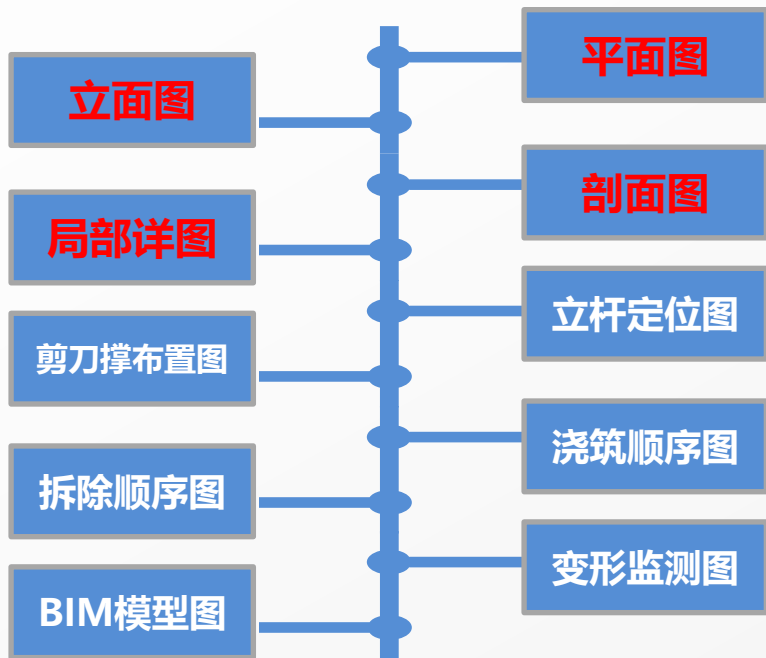 平面图
立面图
剖面图
局部详图
立杆定位图
剪刀撑布置图
浇筑顺序图
拆除顺序图
变形监测图
BIM模型图